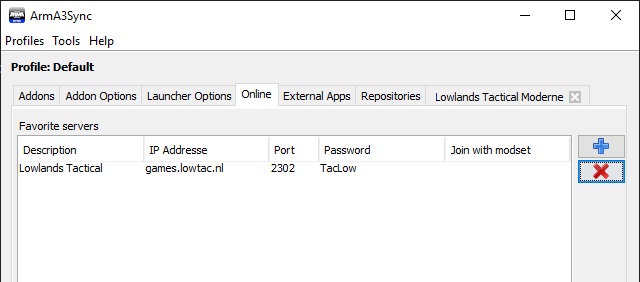 ArmA3Sync
Profiles Tools Help
Profile: Default
Addons Addon Options Launcher Options Online External Apps Repositories Lowlands Tactical Moderne
Favorite servers
Description IP Addresse Port Password Join with modset
Lowlands Tactical games.lowtac.nl 2302 TacLow